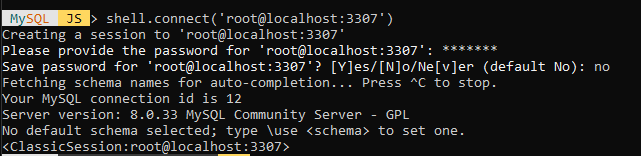 MySQL JS > shell.connect('root@localhost:3307')
Creating a session to 'root@localhost:3307'
Please provide the password for 'root@localhost:3307': *******
Save password for 'root@localhost:3307'? [Y]es/[N]o/Ne[v]er (default No): no
Fetching schema names for auto-completion... Press ^C to stop.
Your MySQL connection id is 12
Server version: 8.0.33 MySQL Community Server - GPL
No default schema selected; type \use <schema> to set one.
<ClassicSession:root@localhost:3307>